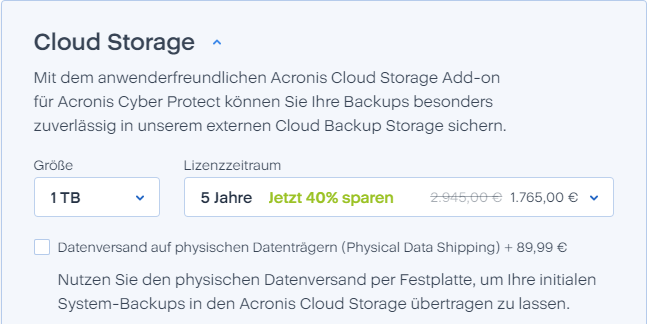 Cloud Storage
Mit dem anwenderfreundlichen Acronis Cloud Storage Add-on
für Acronis Cyber Protect können Sie Ihre Backups besonders
zuverlässig in unserem externen Cloud Backup Storage sichern.
Größe Lizenzzeitraum
1 TB 5 Jahre Jetzt 40% sparen 2.945,00 € 1.765,00 €
Datenversand auf physischen Datenträgern (Physical Data Shipping) + 89,99 €
Nutzen Sie den physischen Datenversand per Festplatte, um Ihre initialen
System-Backups in den Acronis Cloud Storage übertragen zu lassen.